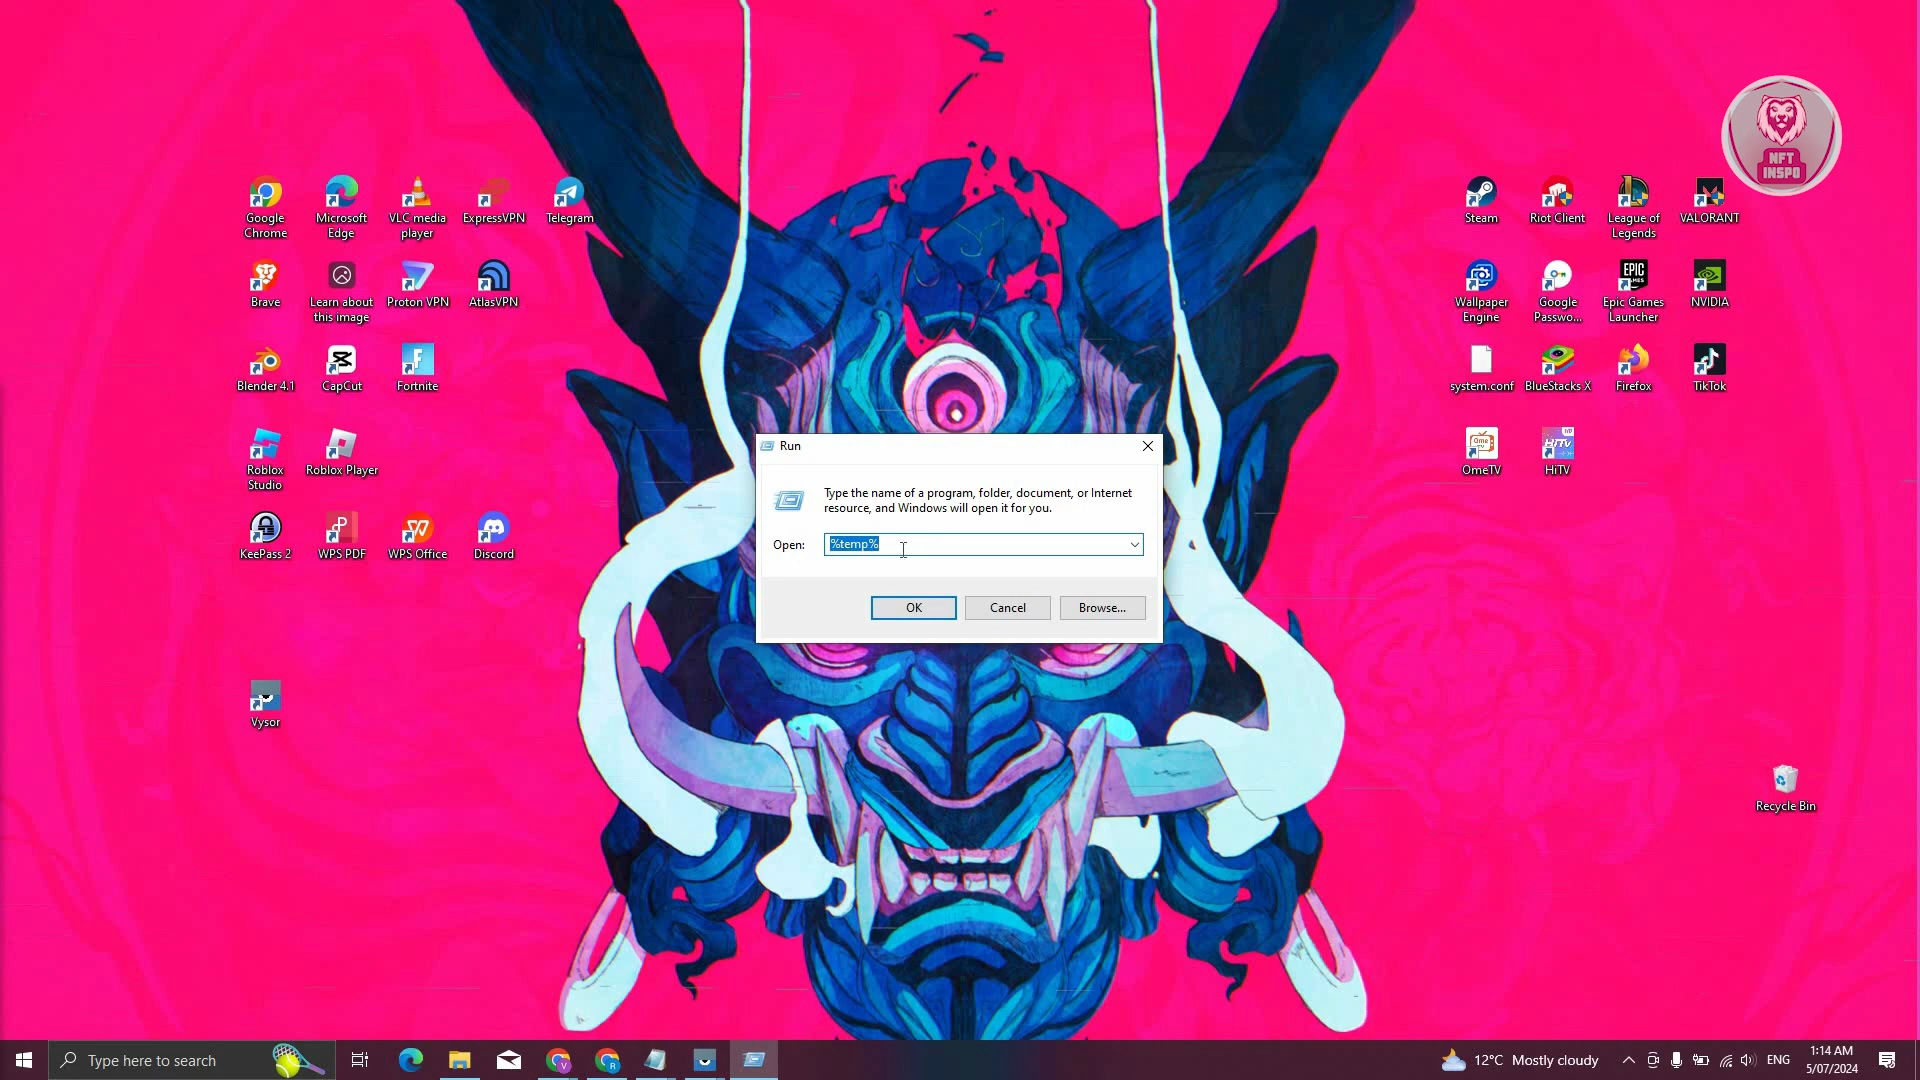 NFT
INSPO
Google
Chrome
Microsoft
Edge
VLC media
player
ExpressVPN
Telegram
Steam
Riot Client
League of
Legends
VALORANT
Brave
Learn about
this image
Proton VPN
AtlasVPN
Wallpaper
Engine
Google
Passwo...
EPIC
GAMES
Epic Games
Launcher
NVIDIA
Blender 4.1
CapCut
Fortnite
system.conf
BlueStacks X
Firefox
TikTok
Roblox
Studio
Roblox Player
Ome
TV
OmeTV
HiTV
HiTV
KeePass 2
WPS PDF
WPS Office
Discord
Vysor
Recycle Bin
Run
Type the name of a program, folder, document, or Internet
resource, and Windows will open it for you.
Open:
%temp%
OK
Cancel
Browse...
Type here to search
V
R
12°C Mostly cloudy
ENG
1:14 AM
5/07/2024